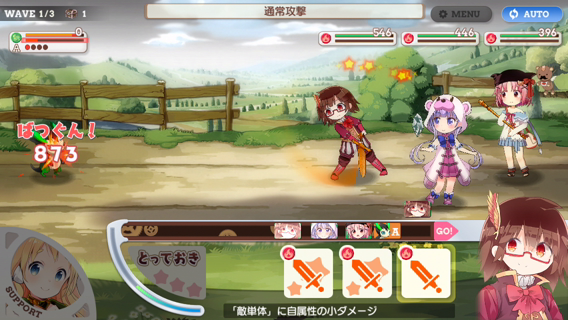 WAVE 1/3
1
通常攻撃
MENU
AUTO
0
A
546
446
396
ばつぐん!
873
A
GO!
とっておき
SUPPORT
「敵単体」に自属性の小ダメージ